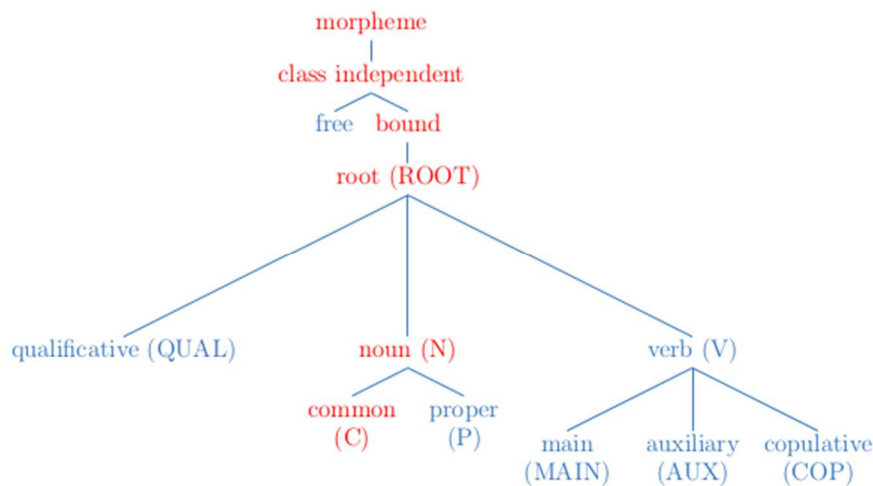 morpheme
class independent
free bound
root (ROOT)
qualificative (QUAL) noun (N) verb (V)
common proper
(C) (P)
main auxiliary copulative
(MAIN) (AUX) (COP)